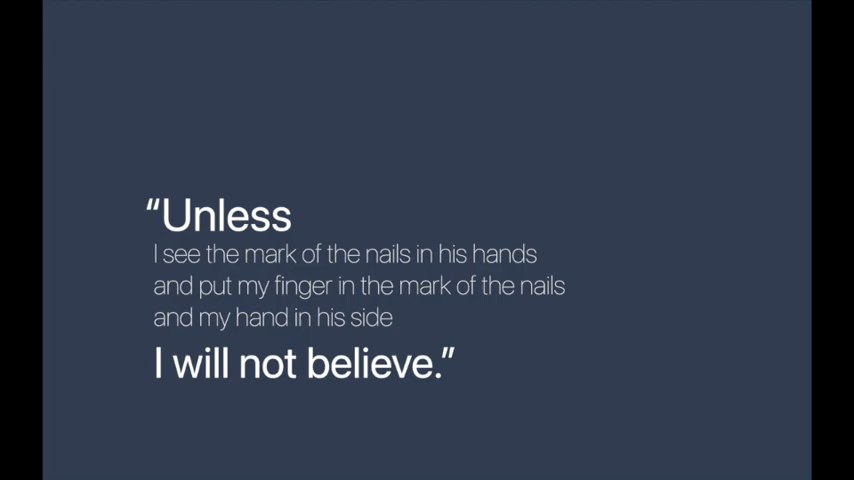 “Unless
I see the mark of the nails in his hands
and put my finger in the mark of the nails
and my hand in his side
I will not believe.”